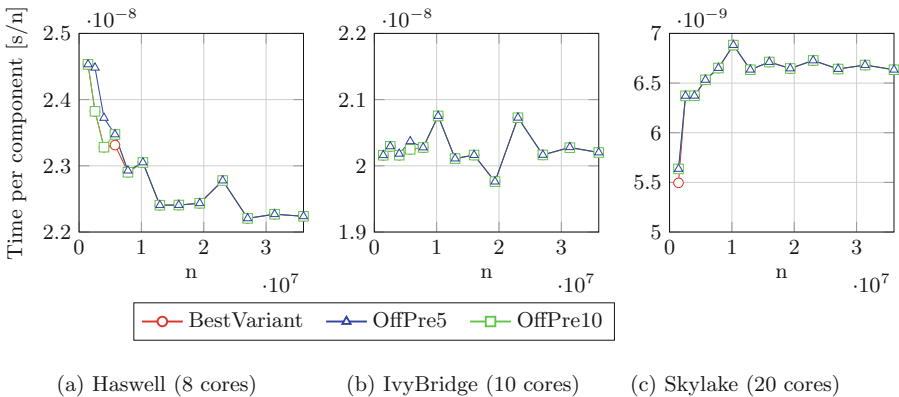 Time per component [s/n]
·10⁻⁸
2.5
2.4
2.3
2.2
0 1 2 3
n
·10⁷
·10⁻⁸
2.2
2.1
2
1.9
0 1 2 3
n
·10⁷
·10⁻⁹
7
6.5
6
5.5
5
0 1 2 3
n
·10⁷
BestVariant OffPre5 OffPre10
(a) Haswell (8 cores) (b) IvyBridge (10 cores) (c) Skylake (20 cores)